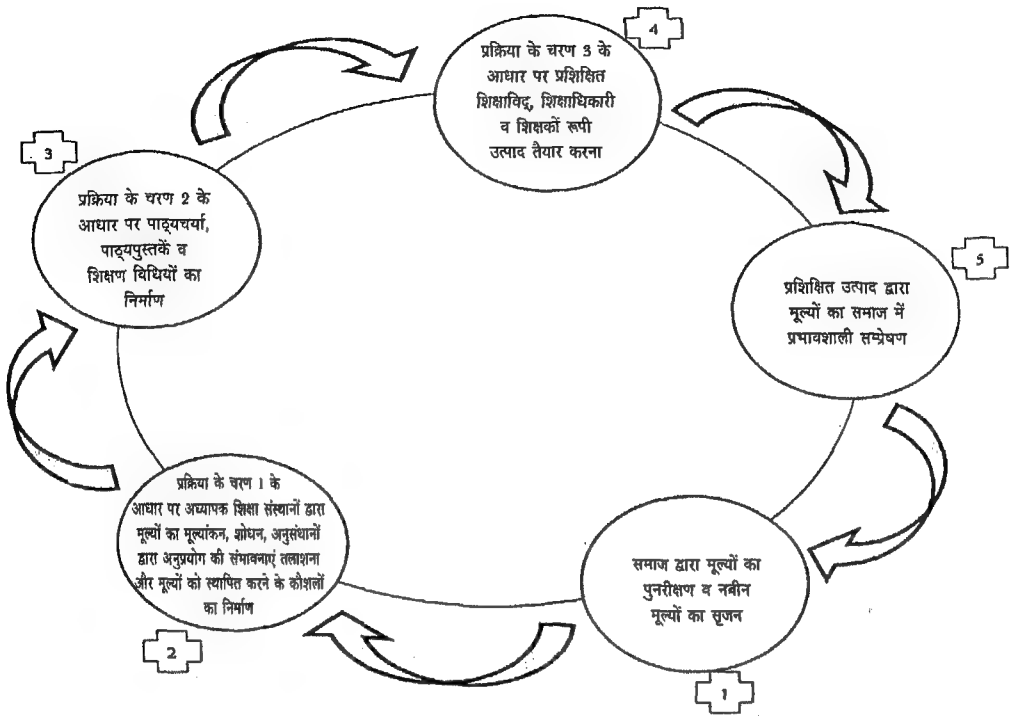 4
प्रक्रिया के चरण 3 के
आधार पर प्रशिक्षित
शिक्षाविद्, शिक्षाधिकारी
व शिक्षकों रूपी
उत्पाद तैयार करना
3
प्रक्रिया के चरण 2 के
आधार पर पाठ्यचर्या,
पाठ्यपुस्तकें व
शिक्षण विधियों का
निर्माण
5
प्रशिक्षित उत्पाद द्वारा
मूल्यों का समाज में
प्रभावशाली सम्प्रेषण
प्रक्रिया के चरण 1 के
आधार पर अध्यापक शिक्षा संस्थानों द्वारा
मूल्यों का मूल्यांकन, शोधन, अनुसंधानों
द्वारा अनुप्रयोग की संभावनाएं तलाशना
और मूल्यों को स्थापित करने के कौशलों
का निर्माण
2
समाज द्वारा मूल्यों का
पुनरीक्षण व नवीन
मूल्यों का सृजन
1